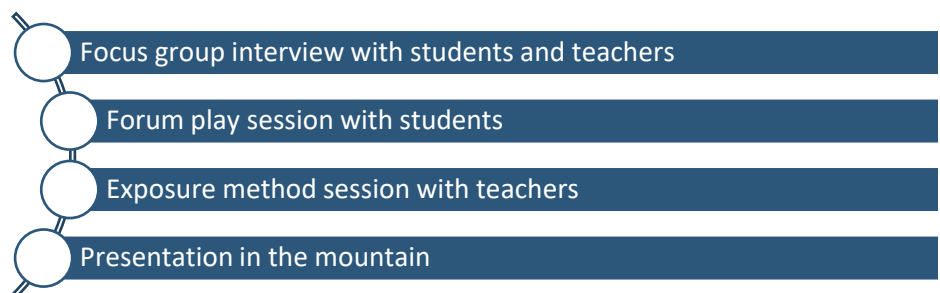 Focus group interview with students and teachers
Forum play session with students
Exposure method session with teachers
Presentation in the mountain